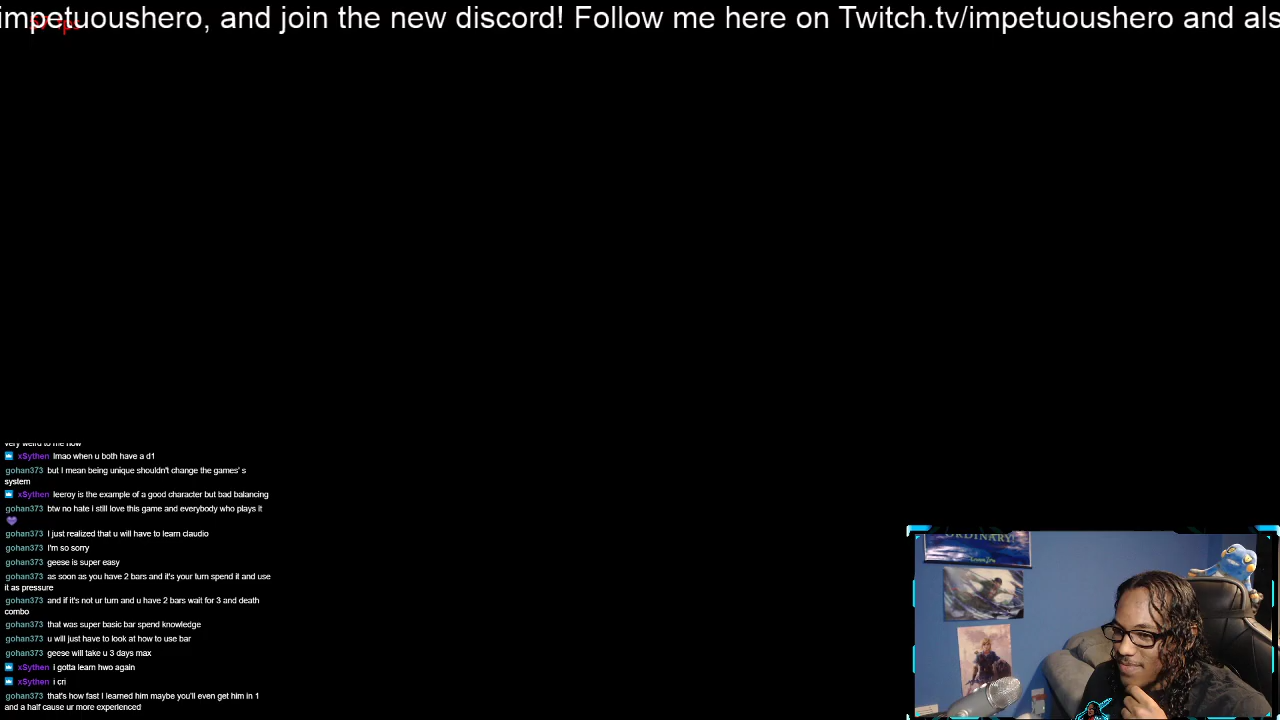 impetuoushero, and join the new discord! Follow me here on Twitch.tv/impetuoushero and als
very weird to me now
xSythen lmao when u both have a d1
gohan373 but I mean being unique shouldn't change the games' s
system
xSythen leeroy is the example of a good character but bad balancing
gohan373 btw no hate i still love this game and everybody who plays it
💜
gohan373 I just realized that u will have to learn claudio
gohan373 I'm so sorry
gohan373 geese is super easy
gohan373 as soon as you have 2 bars and it's your turn spend it and use
it as pressure
gohan373 and if it's not ur turn and u have 2 bars wait for 3 and death
combo
gohan373 that was super basic bar spend knowledge
gohan373 u will just have to look at how to use bar
gohan373 geese will take u 3 days max
xSythen i gotta learn hwo again
xSythen i cri
gohan373 that's how fast I learned him maybe you'll even get him in 1
and a half cause ur more experienced
ORDINARY